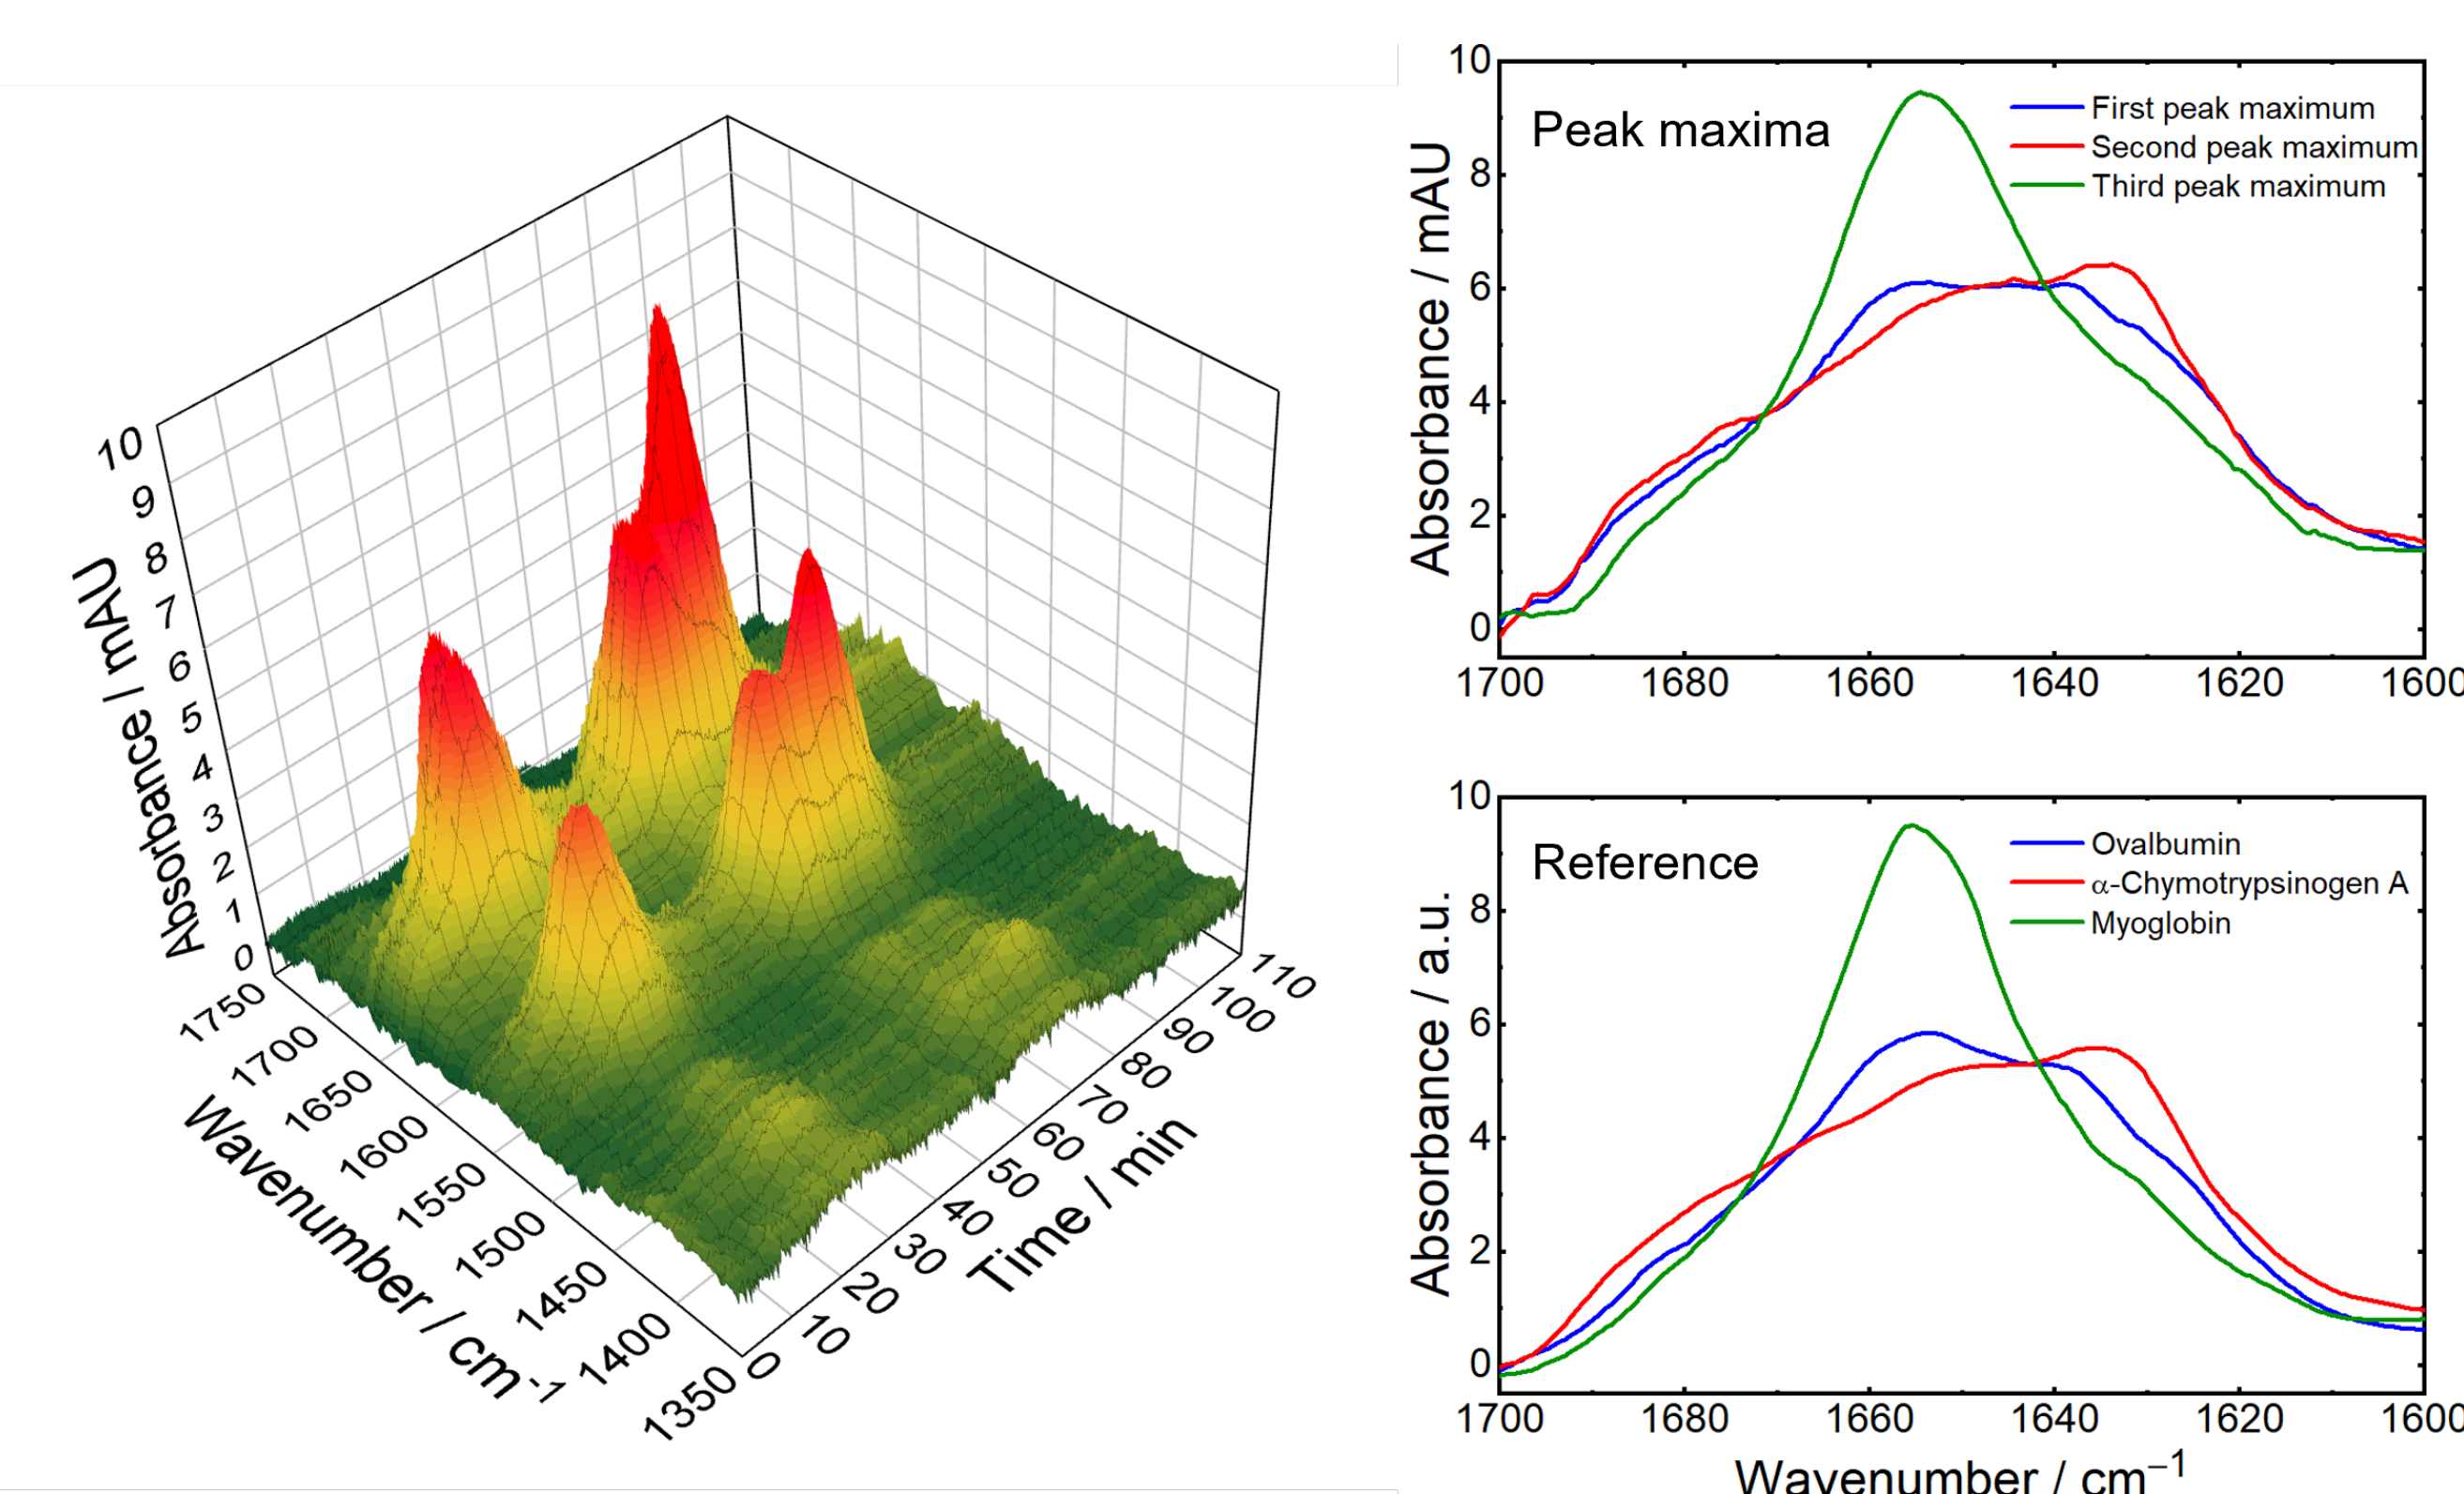 10
9
8
7
6
5
4
3
2
1
0
Absorbance / mAU
1750
1700
1650
1600
1550
1500
1450
1400
1350
Wavenumber / cm⁻¹
0
10
20
30
40
50
60
70
80
90
100
110
Time / min
Peak maxima
First peak maximum
Second peak maximum
Third peak maximum
10
8
6
4
2
0
Absorbance / mAU
1700 1680 1660 1640 1620 1600
Reference
Ovalbumin
α-Chymotrypsinogen A
Myoglobin
10
8
6
4
2
0
Absorbance / a.u.
1700 1680 1660 1640 1620 1600
Wavenumber / cm⁻¹